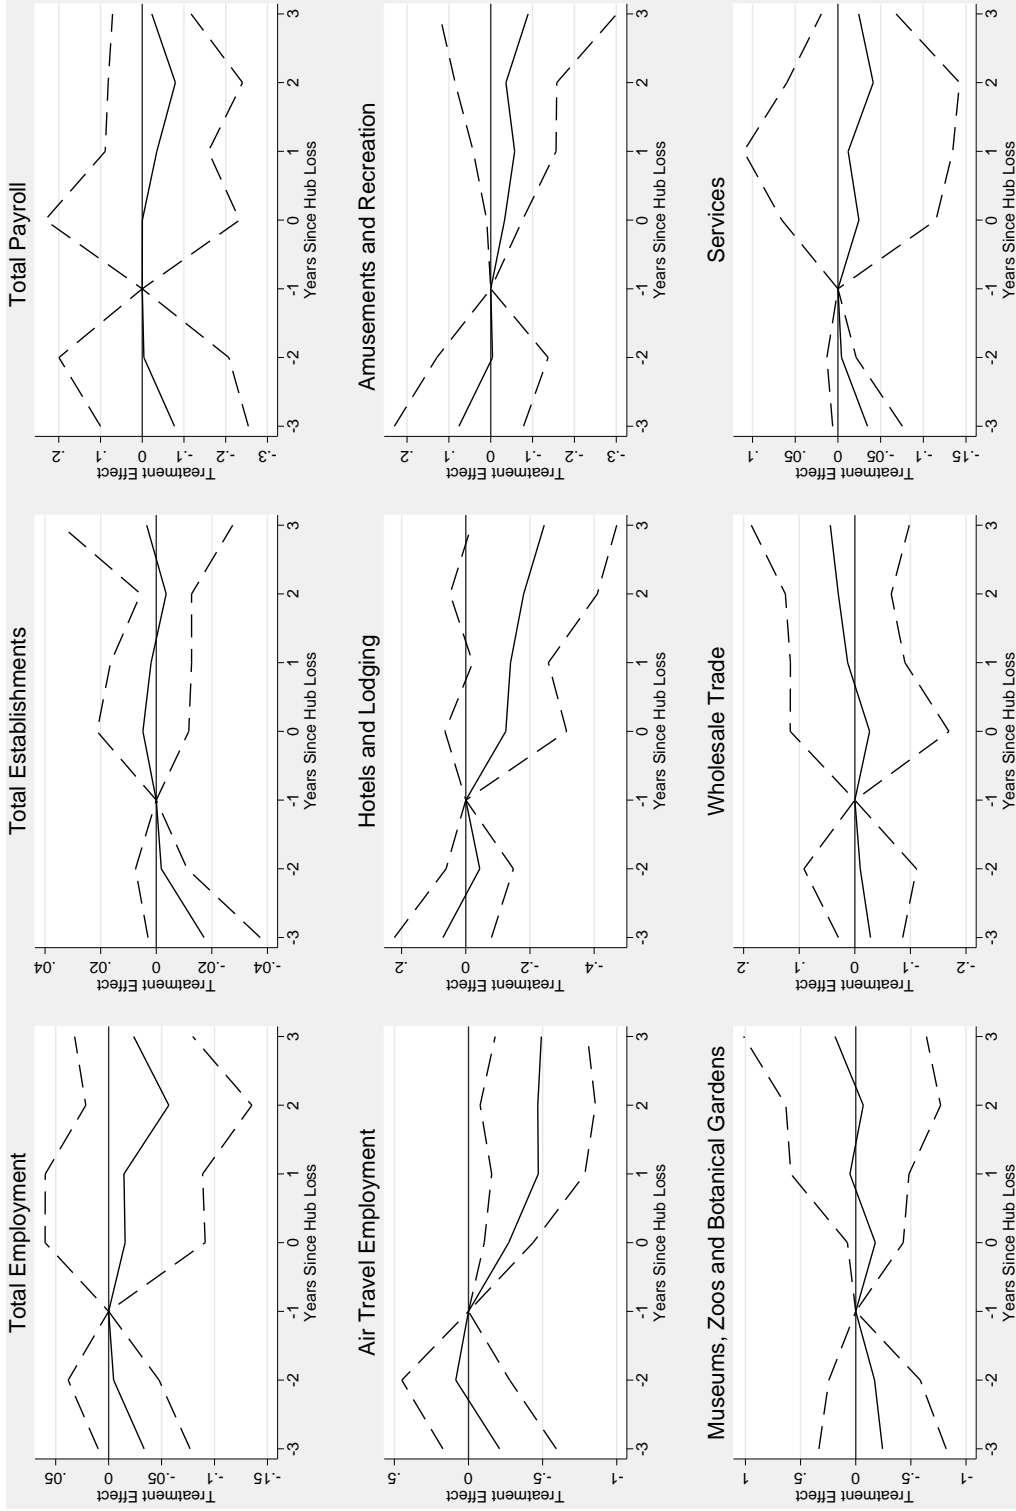 Total Employment
Treatment Effect
.05
0
-.05
-.1
-.15
-3 -2 -1 0 1 2 3
Years Since Hub Loss
Total Establishments
Treatment Effect
.04
.02
0
-.02
-.04
-3 -2 -1 0 1 2 3
Years Since Hub Loss
Total Payroll
Treatment Effect
.2
.1
0
-.1
-.2
-.3
-3 -2 -1 0 1 2 3
Years Since Hub Loss
Air Travel Employment
Treatment Effect
.5
0
-.5
-1
-3 -2 -1 0 1 2 3
Years Since Hub Loss
Hotels and Lodging
Treatment Effect
.2
0
-.2
-.4
-3 -2 -1 0 1 2 3
Years Since Hub Loss
Amusements and Recreation
Treatment Effect
.2
.1
0
-.1
-.2
-.3
-3 -2 -1 0 1 2 3
Years Since Hub Loss
Museums, Zoos and Botanical Gardens
Treatment Effect
1
.5
0
-.5
-1
-3 -2 -1 0 1 2 3
Years Since Hub Loss
Wholesale Trade
Treatment Effect
.2
.1
0
-.1
-.2
-3 -2 -1 0 1 2 3
Years Since Hub Loss
Services
Treatment Effect
.1
.05
0
-.05
-.1
-.15
-3 -2 -1 0 1 2 3
Years Since Hub Loss